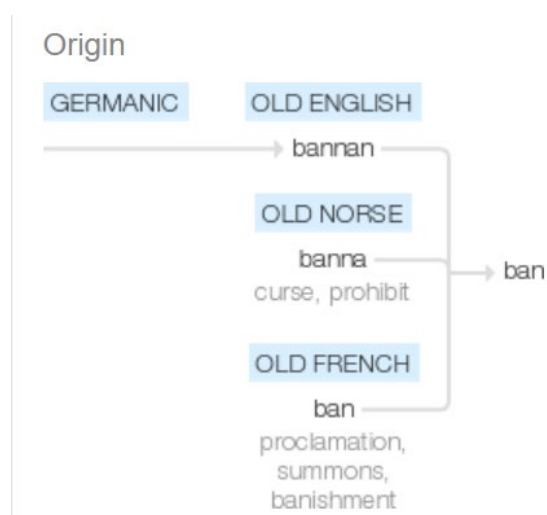 Origin
GERMANIC OLD ENGLISH
bannan
OLD NORSE
banna
curse, prohibit
ban
OLD FRENCH
ban
proclamation,
summons,
banishment